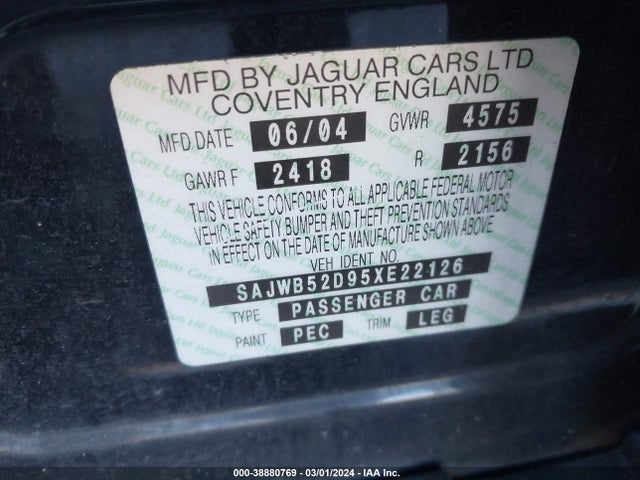 MFD BY JAGUAR CARS LTD
COVENTRY ENGLAND
MFD DATE 06/04 GVWR 4575
GAWR F 2418 R 2156
THIS VEHICLE CONFORMS TO ALL APPLICABLE FEDERAL MOTOR
VEHICLE SAFETY BUMPER AND THEFT PREVENTION STANDARDS
IN EFFECT ON THE DATE OF MANUFACTURE SHOWN ABOVE
VEH IDENT NO.
SAJWB52D95XE22126
TYPE PASSENGER CAR
PAINT PEC TRIM LEG
000-38880769 - 03/01/2024 - IAA Inc.